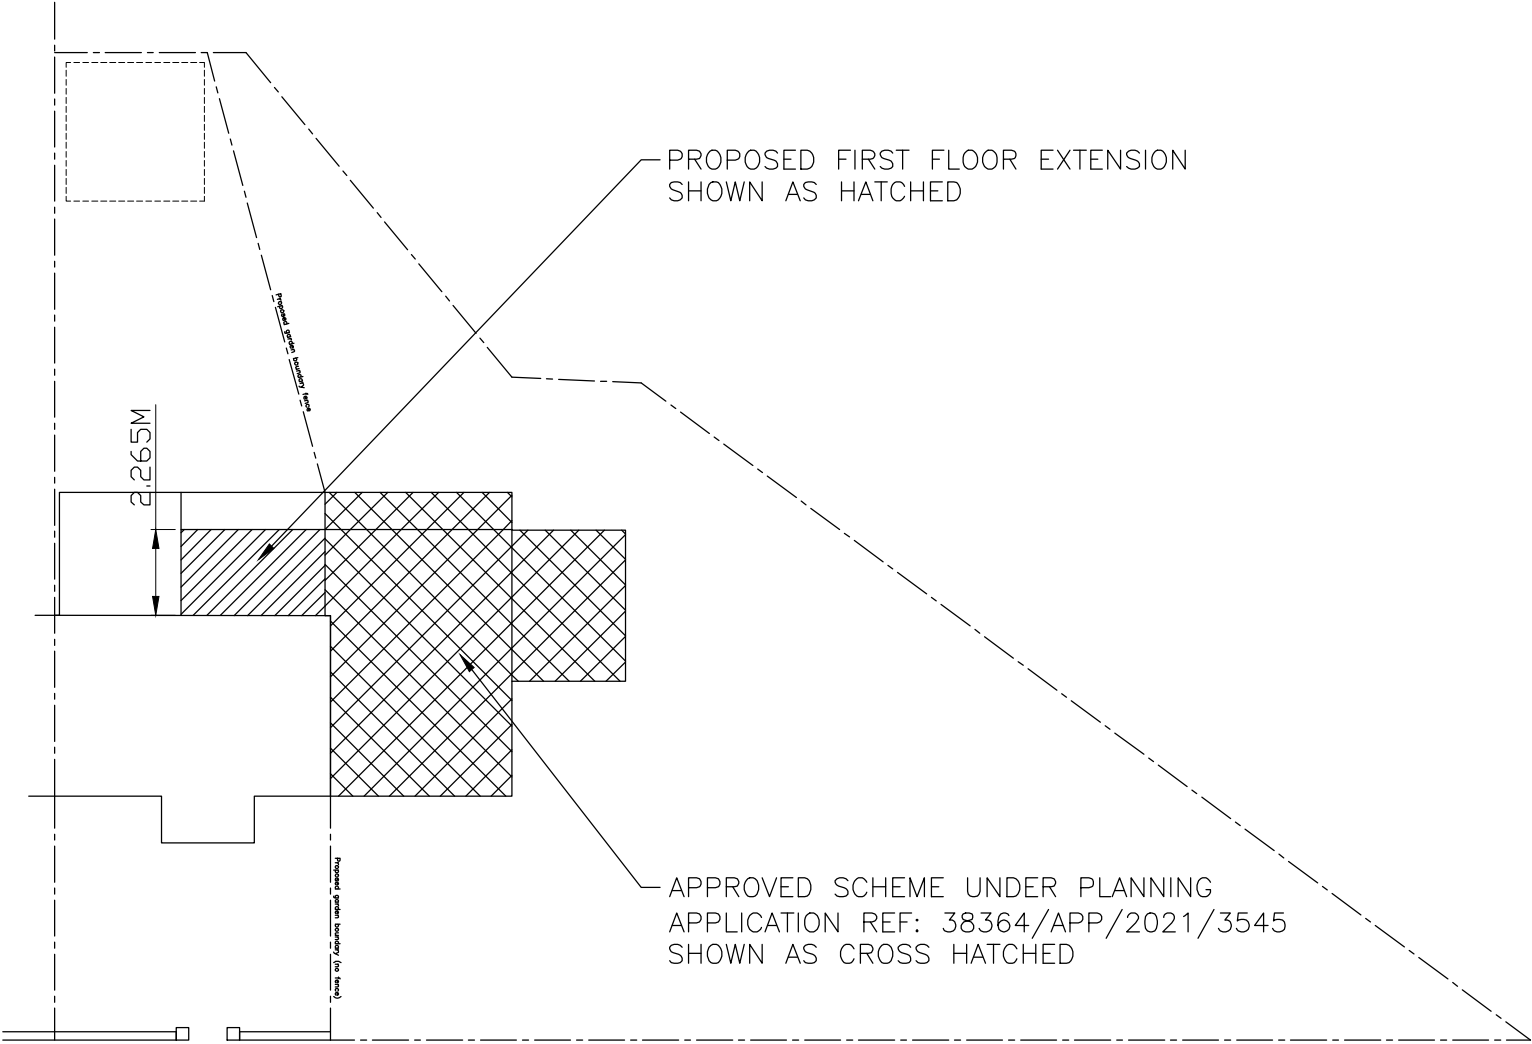 PROPOSED FIRST FLOOR EXTENSION
SHOWN AS HATCHED
Proposed garden boundary fence
2.265M
Proposed garden boundary (no fence)
APPROVED SCHEME UNDER PLANNING
APPLICATION REF: 38364/APP/2021/3545
SHOWN AS CROSS HATCHED